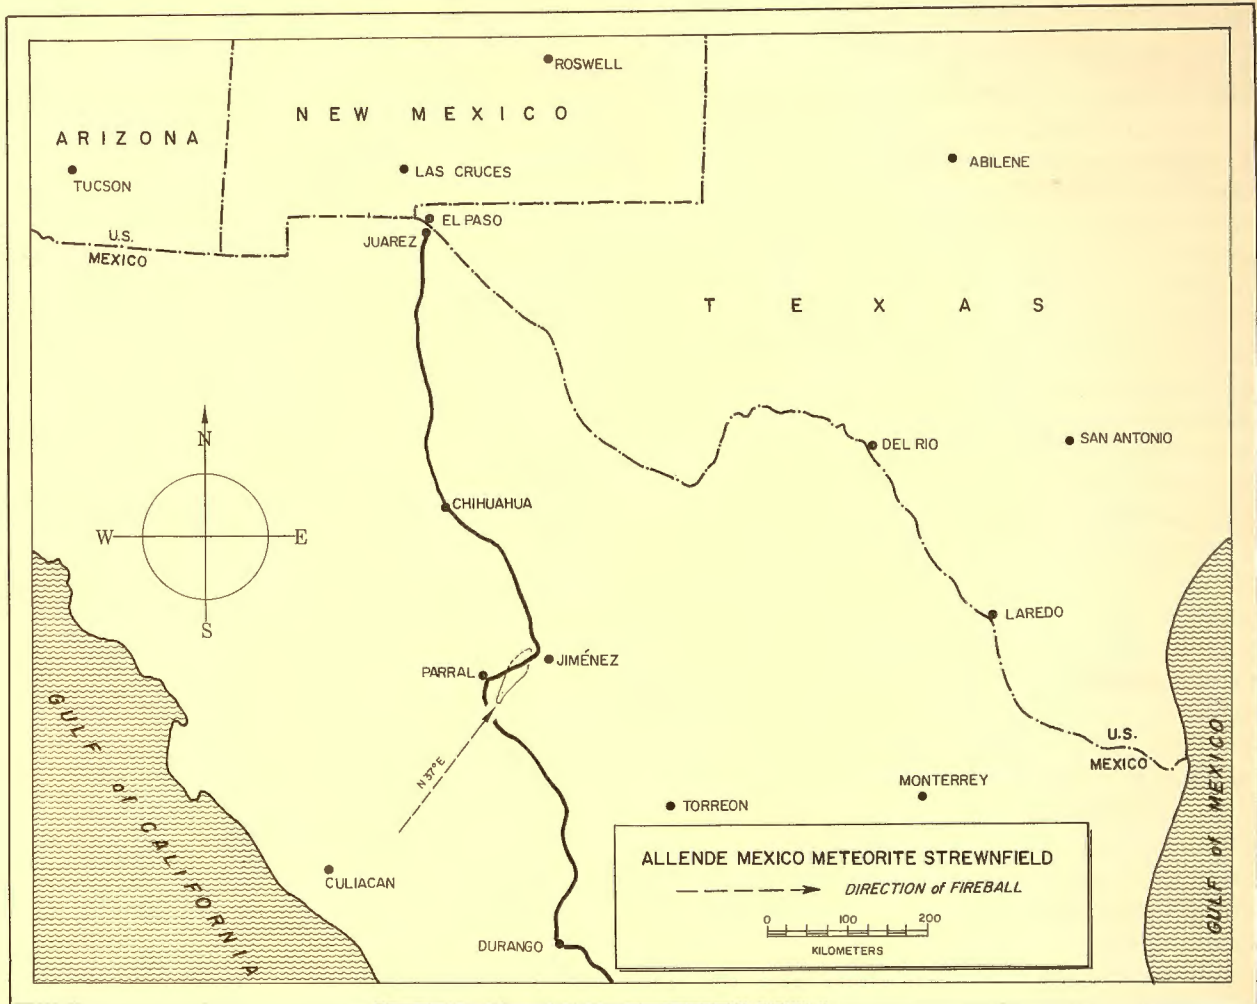 ROSWELL
NEW MEXICO
ARIZONA
ABILENE
TUCSON
LAS CRUCES
EL PASO
JUAREZ
U.S.
MEXICO
TEXAS
N
DEL RIO
SAN ANTONIO
CHIHUAHUA
W
E
S
LAREDO
JIMÉNEZ
PARRAL
GULF of CALIFORNIA
N 37° E
U.S.
MEXICO
GULF of MEXICO
MONTERREY
TORREON
CULIACAN
DURANGO
ALLENDE MEXICO METEORITE STREWNFIELD
DIRECTION of FIREBALL
0 100 200
KILOMETERS